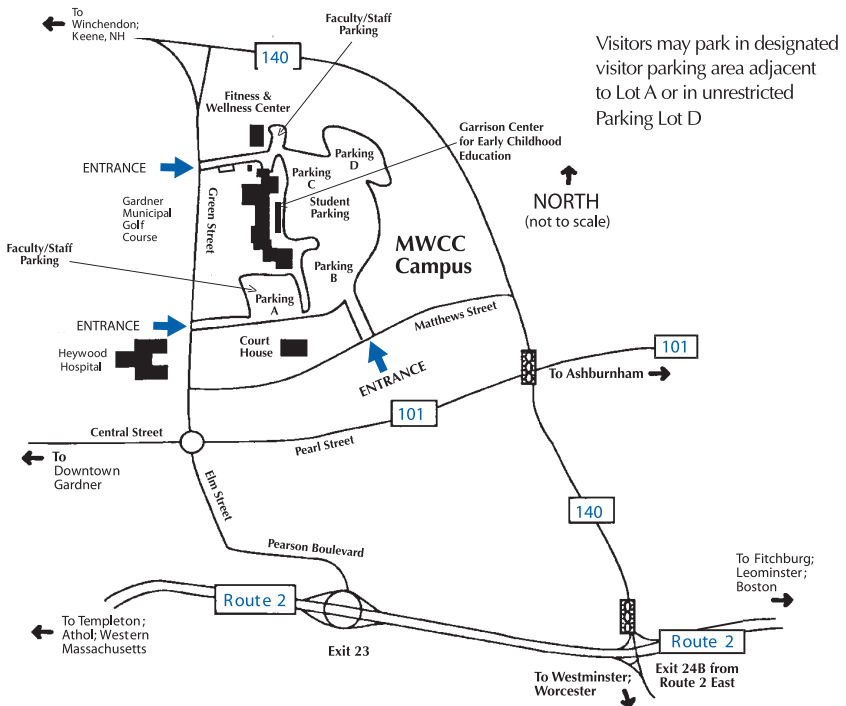 To
Winchendon;
Keene, NH
140
Faculty/Staff
Parking
Visitors may park in designated
visitor parking area adjacent
to Lot A or in unrestricted
Parking Lot D
Fitness &
Wellness Center
Garrison Center
for Early Childhood
Education
ENTRANCE
Parking
D
Parking
C
Student
Parking
NORTH
(not to scale)
Gardner
Municipal
Golf
Course
Green Street
MWCC
Campus
Faculty/Staff
Parking
Parking
B
Parking
A
ENTRANCE
Matthews Street
Court
House
Heywood
Hospital
ENTRANCE
101
To Ashburnham
101
Central Street
Pearl Street
To
Downtown
Gardner
Elm Street
140
Pearson Boulevard
To Fitchburg;
Leominster;
Boston
Route 2
To Templeton;
Athol; Western
Massachusetts
Exit 23
Route 2
Exit 24B from
Route 2 East
To Westminster;
Worcester